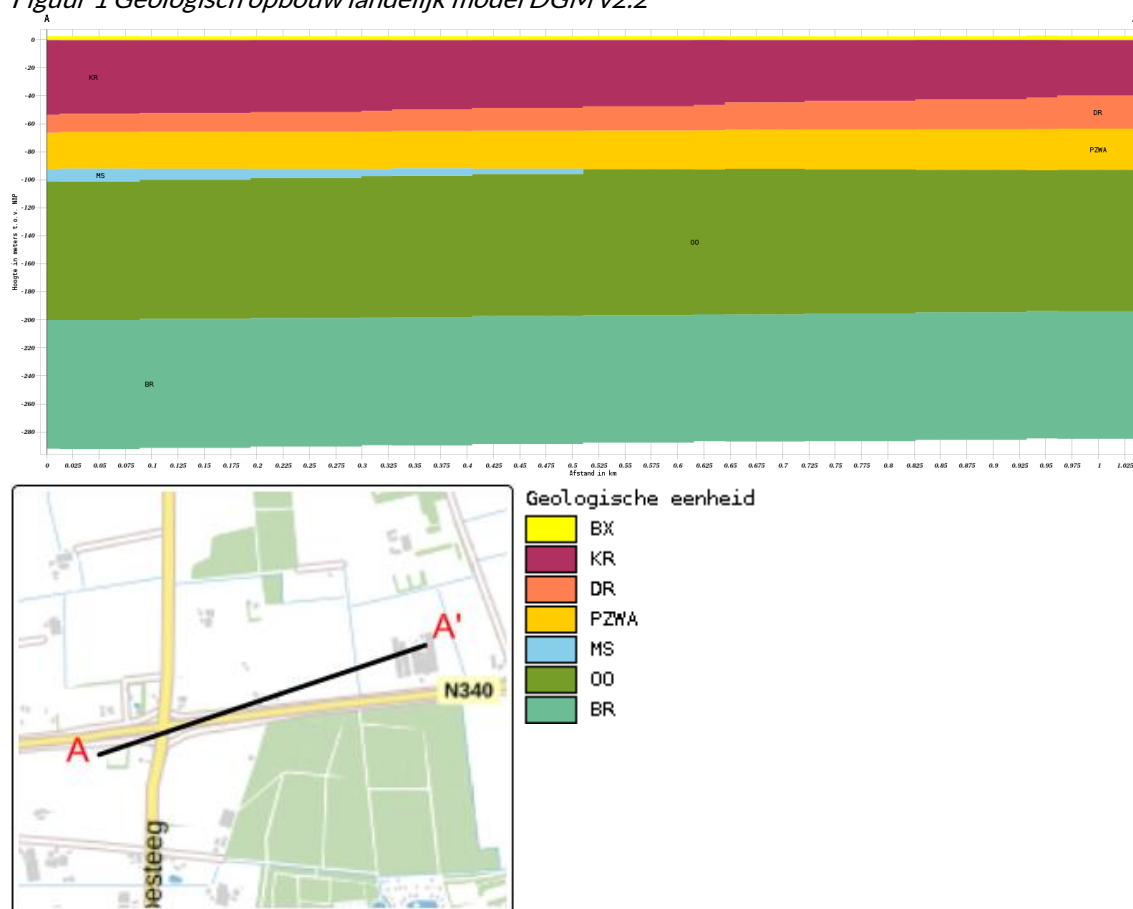 Figuur 1 Geologisch opbouw landelijk model DGM v2.2
A
0
-20
-40
-60
-80
-100
-120
-140
-160
-180
-200
-220
-240
-260
-280
Hoogte in meters t.o.v. NAP
KR
DR
PZWA
MS
OO
BR
0 0.025 0.05 0.075 0.1 0.125 0.15 0.175 0.2 0.225 0.25 0.275 0.3 0.325 0.35 0.375 0.4 0.425 0.45 0.475 0.5 0.525 0.55 0.575 0.6 0.625 0.65 0.675 0.7 0.725 0.75 0.775 0.8 0.825 0.85 0.875 0.9 0.925 0.95 0.975 1 1.025
Afstand in km
A'
N340
A
esteeg
Geologische eenheid
BX
KR
DR
PZWA
MS
OO
BR